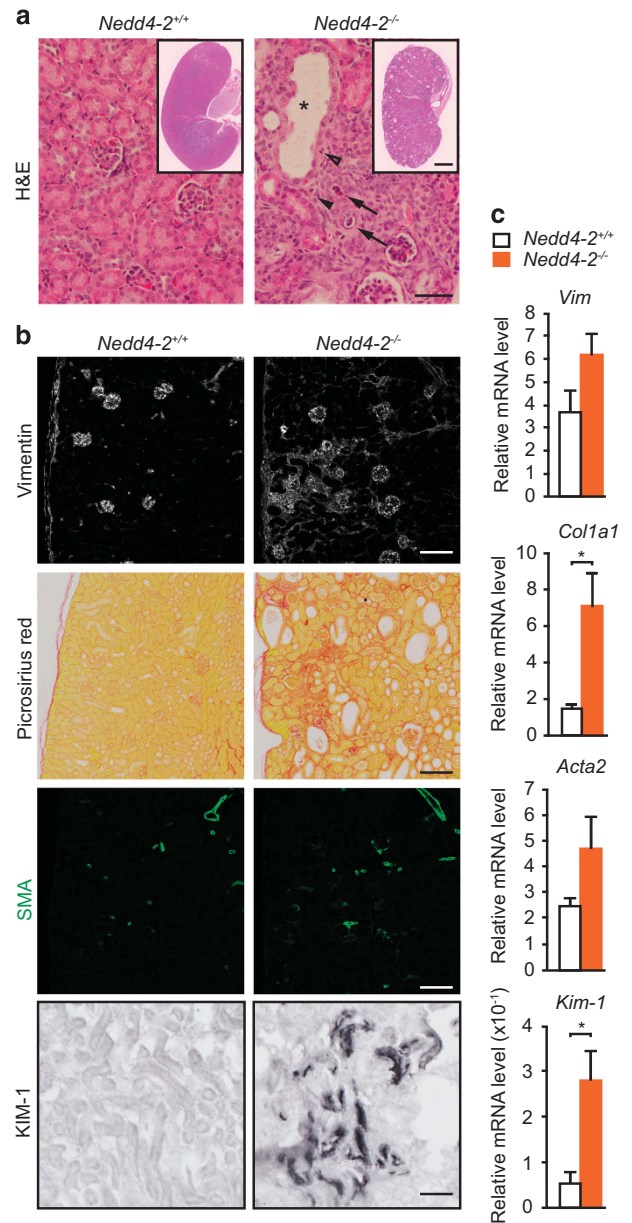 a
Nedd4-2+/+ Nedd4-2-/-
H&E
*
b
Nedd4-2+/+ Nedd4-2-/-
Vimentin
Picrosirius red
SMA
KIM-1
c
Nedd4-2+/+
Nedd4-2-/-
Vim
Relative mRNA level
8
7
6
5
4
3
2
1
0
Col1a1
Relative mRNA level
*
10
8
6
4
2
0
Acta2
Relative mRNA level
7
6
5
4
3
2
1
0
Kim-1
Relative mRNA level (x10-1)
*
4
3
2
1
0